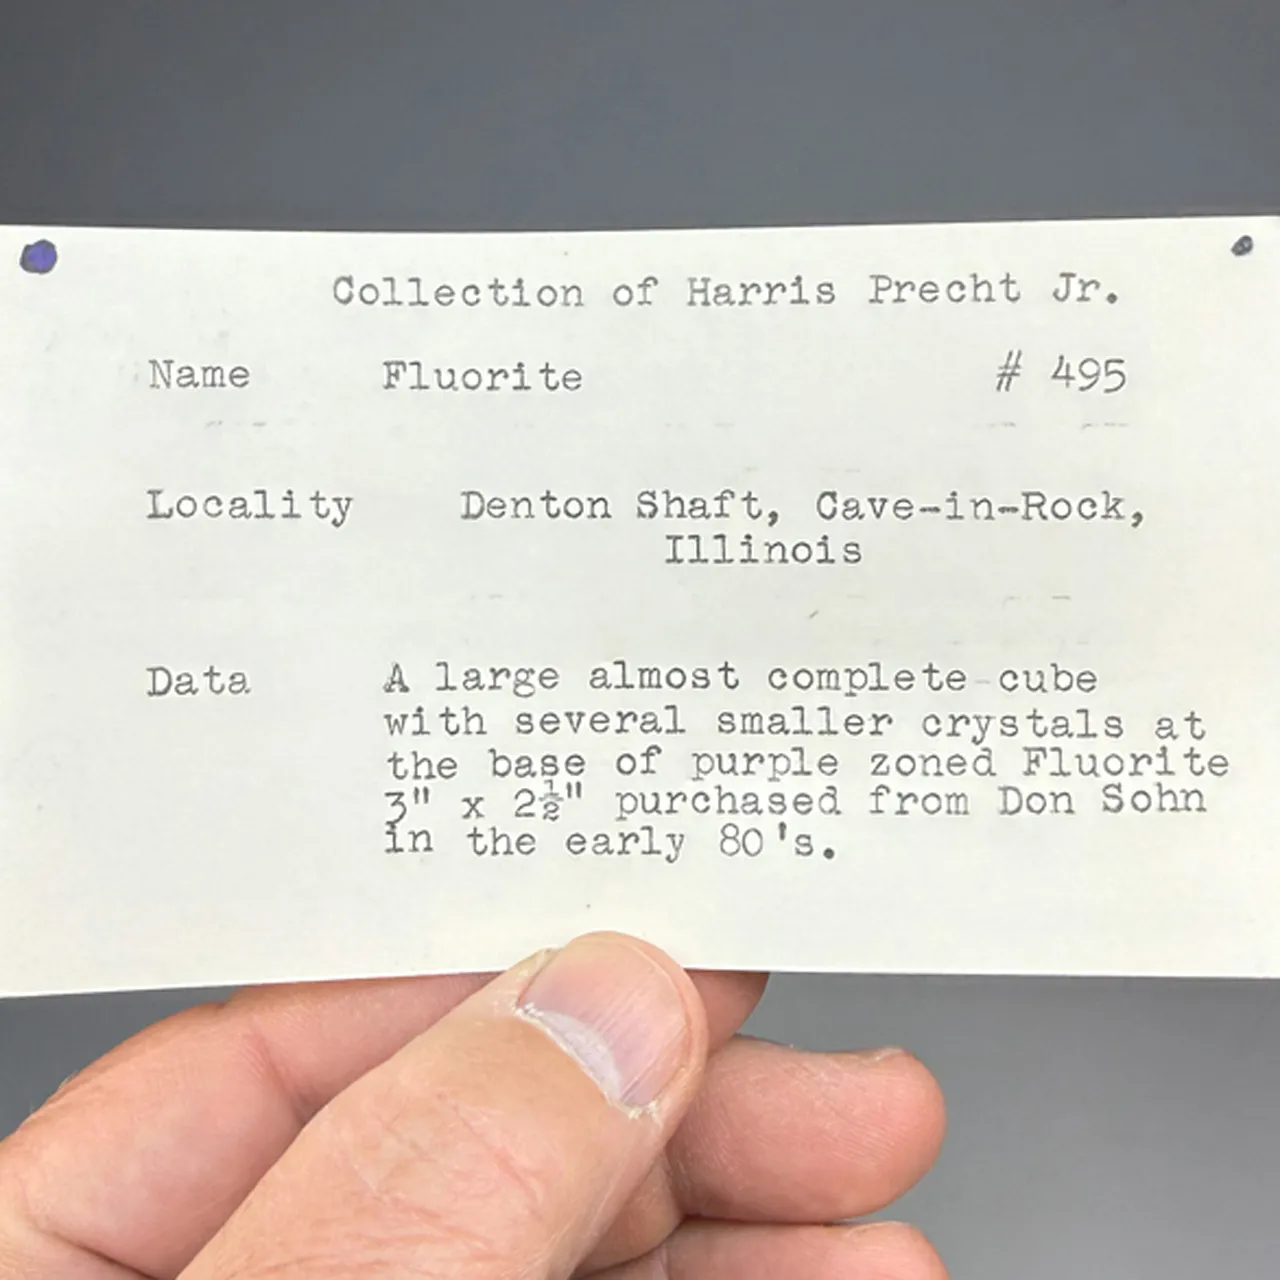 Collection of Harris Precht Jr.
Name Fluorite # 495
Locality Denton Shaft, Cave-in-Rock,
Illinois
Data A large almost complete cube
with several smaller crystals at
the base of purple zoned Fluorite
3" x 2½" purchased from Don Sohn
in the early 80's.